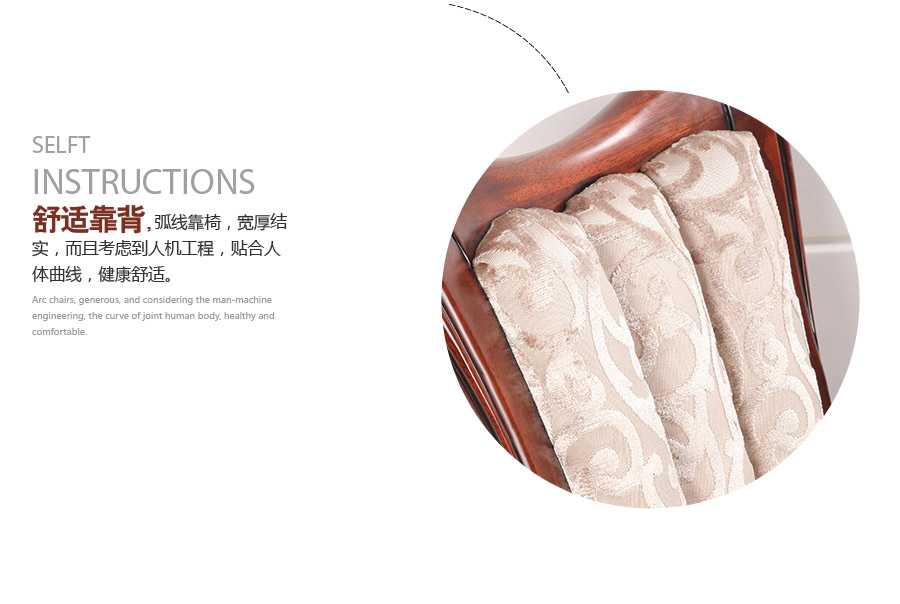 SELFT
INSTRUCTIONS
舒适靠背,弧线靠椅，宽厚结
实，而且考虑到人机工程，贴合人
体曲线，健康舒适。
Arc chairs, generous, and considering the man-machine
engineering, the curve of joint human body, healthy and
comfortable.